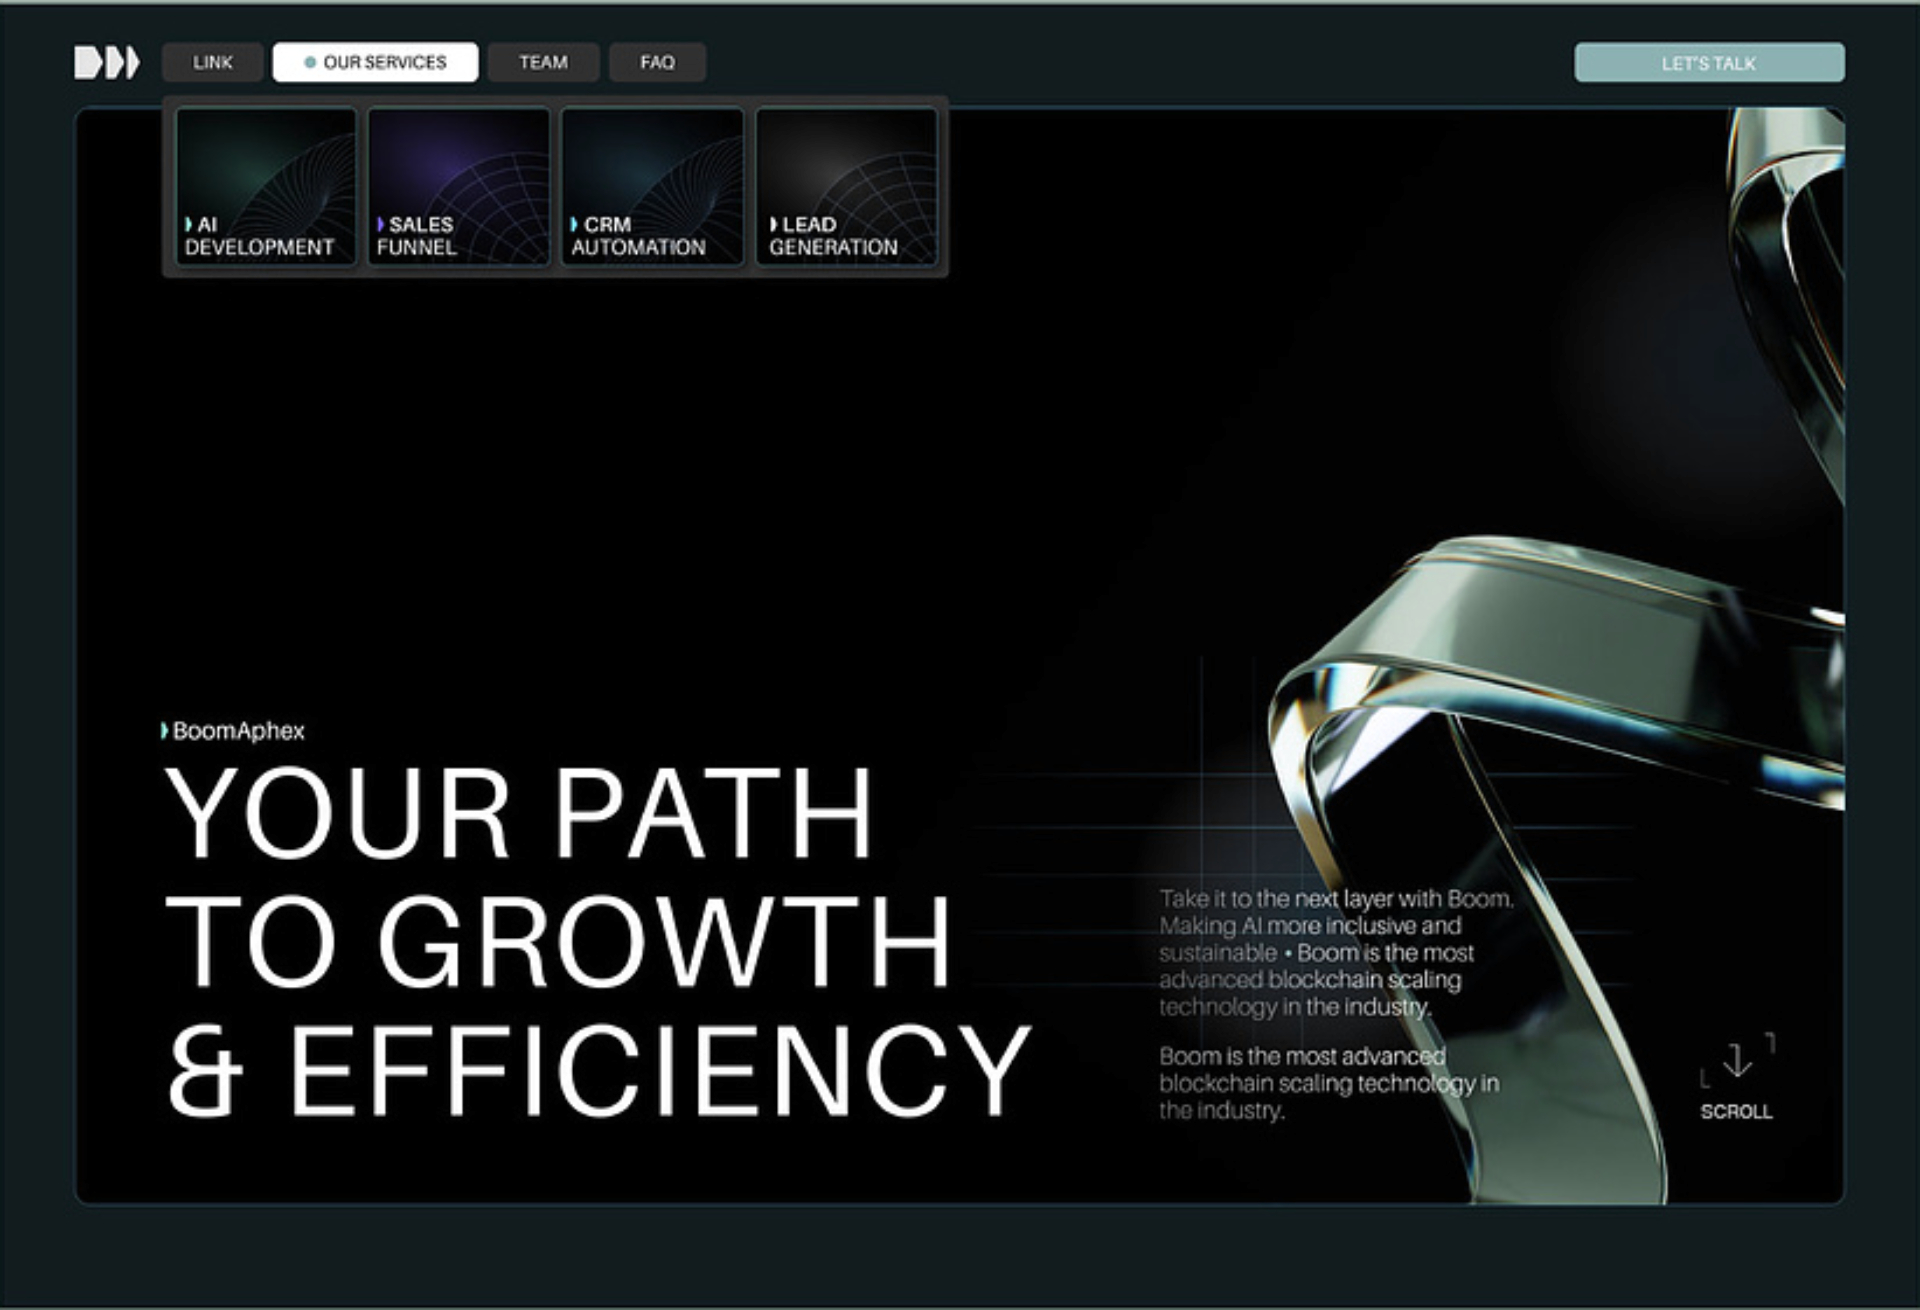 LINK
OUR SERVICES
TEAM
FAQ
LET'S TALK
AI
DEVELOPMENT
SALES
FUNNEL
CRM
AUTOMATION
LEAD
GENERATION
BoomAphex
YOUR PATH
TO GROWTH
& EFFICIENCY
Take it to the next layer with Boom.
Making AI more inclusive and
sustainable • Boom is the most
advanced blockchain scaling
technology in the industry.
Boom is the most advanced
blockchain scaling technology in
the industry.
SCROLL